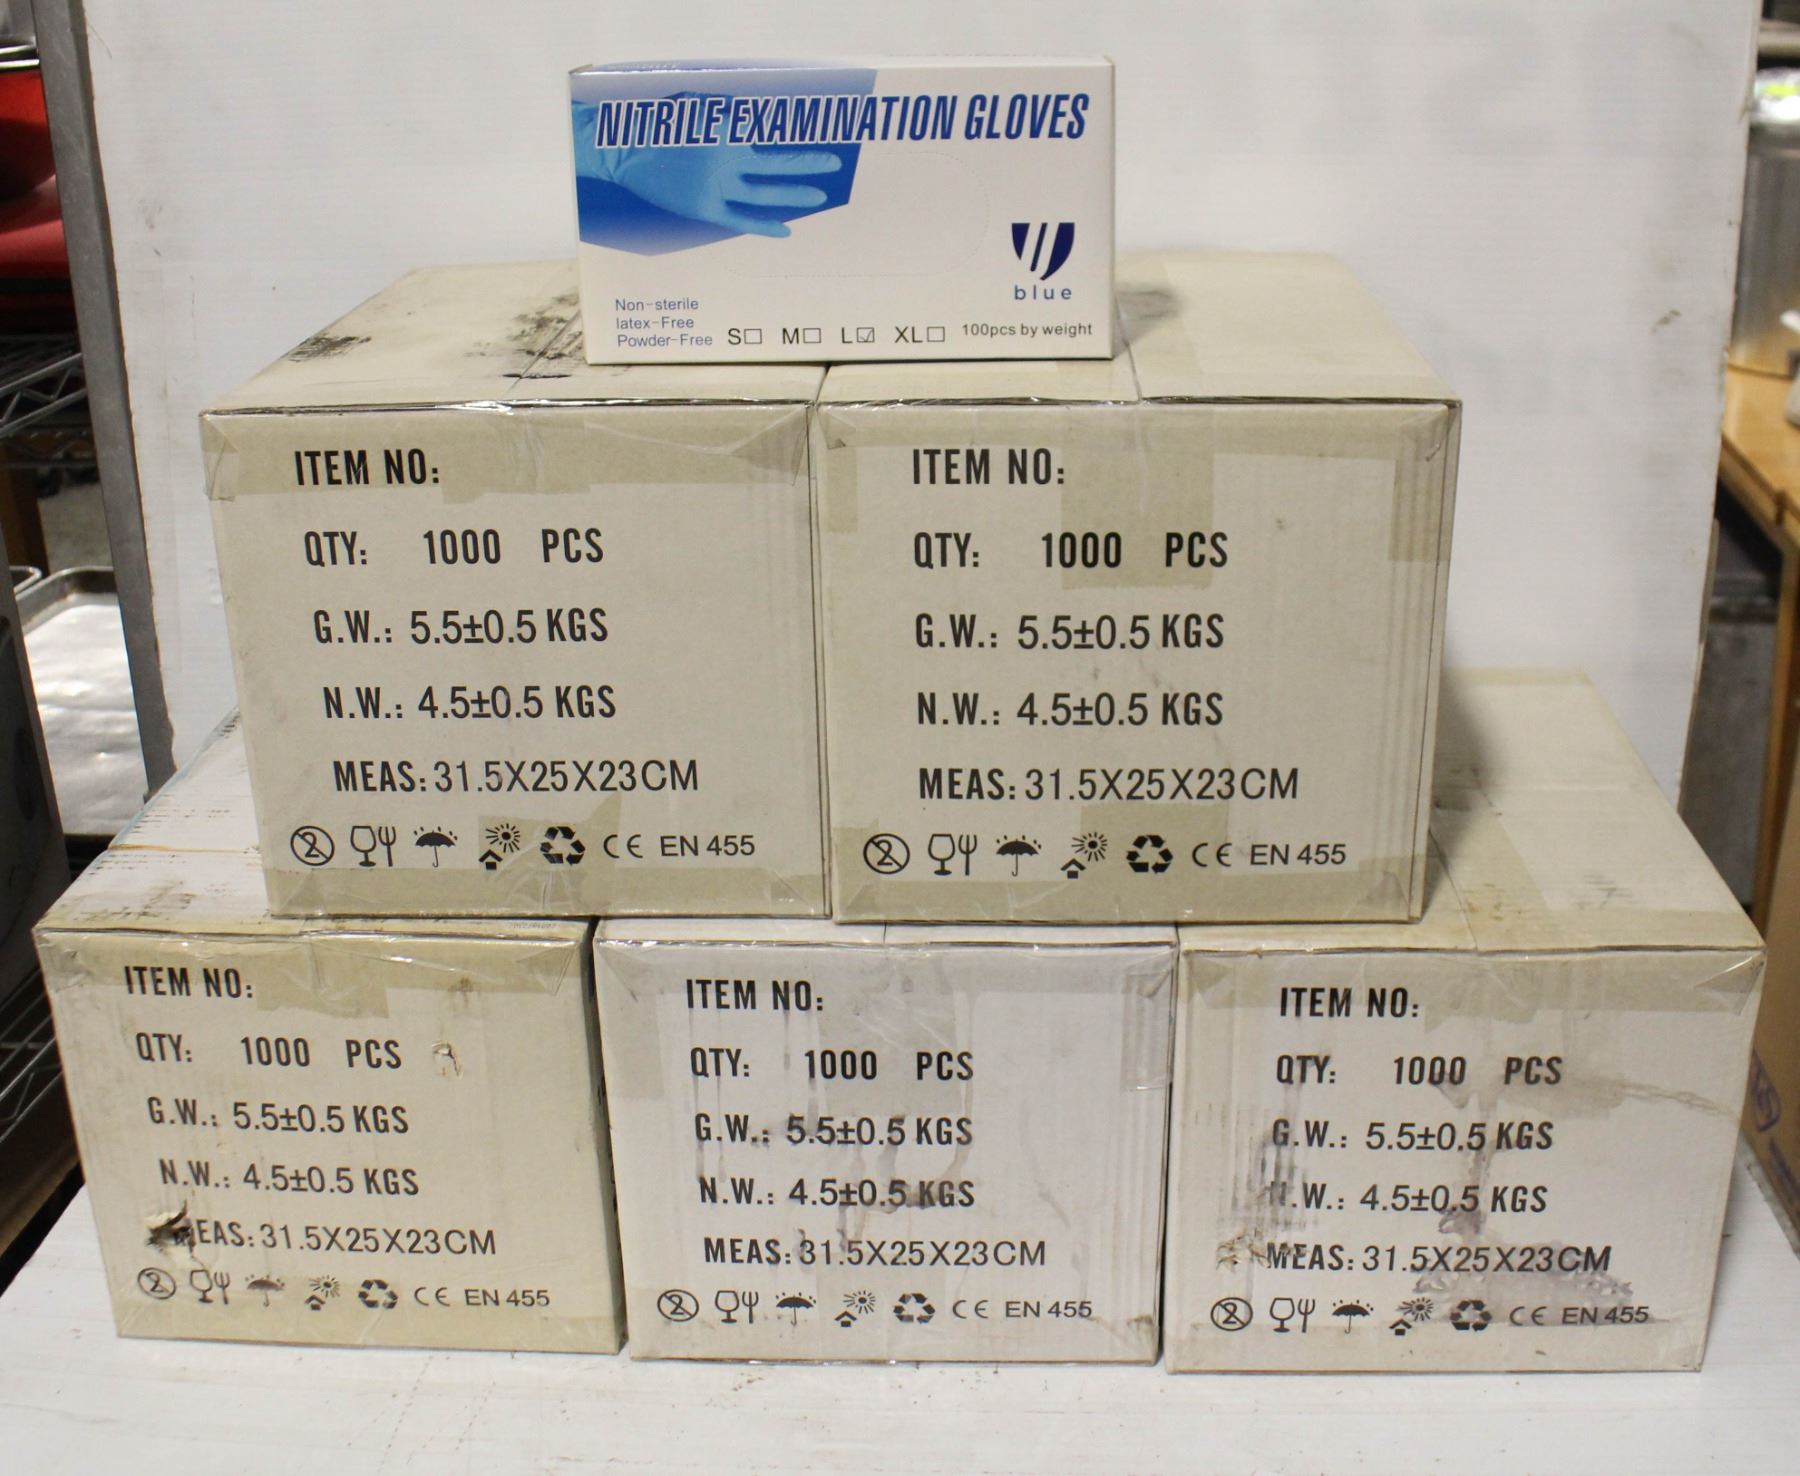 NITRILE EXAMINATION GLOVES
blue
Non-sterile
latex-Free
Powder-Free S☐ M☐ L☑ XL☐ 100pcs by weight
ITEM NO:
QTY: 1000 PCS
G.W.: 5.5±0.5 KGS
N.W.: 4.5±0.5 KGS
MEAS: 31.5X25X23CM
CE EN 455
ITEM NO:
QTY: 1000 PCS
G.W.: 5.5±0.5 KGS
N.W.: 4.5±0.5 KGS
MEAS: 31.5X25X23CM
CE EN 455
ITEM NO:
QTY: 1000 PCS
G.W.: 5.5±0.5 KGS
N.W.: 4.5±0.5 KGS
MEAS: 31.5X25X23CM
CE EN 455
ITEM NO:
QTY: 1000 PCS
G.W.: 5.5±0.5 KGS
N.W.: 4.5±0.5 KGS
MEAS: 31.5X25X23CM
CE EN 455
ITEM NO:
QTY: 1000 PCS
G.W.: 5.5±0.5 KGS
N.W.: 4.5±0.5 KGS
MEAS: 31.5X25X23CM
CE EN 455